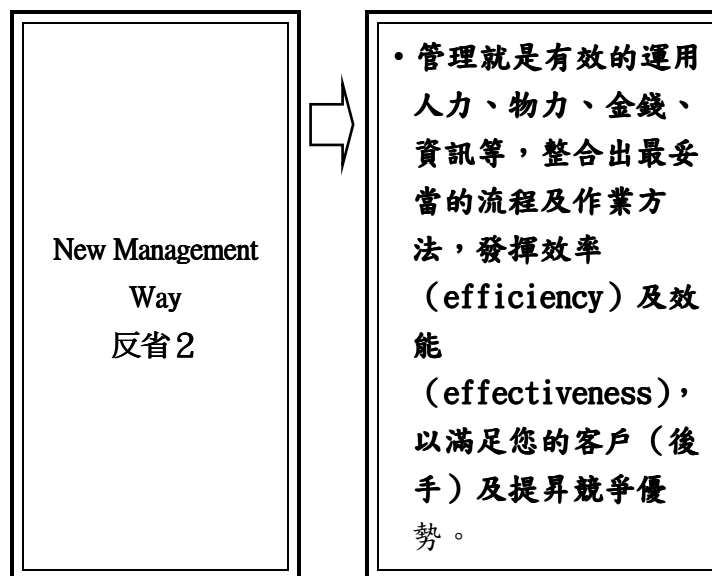 New Management
Way
反省２
•管理就是有效的運用
人力、物力、金錢、
資訊等，整合出最妥
當的流程及作業方
法，發揮效率
（efficiency）及效
能
（effectiveness），
以滿足您的客戶（後
手）及提昇競爭優
勢。